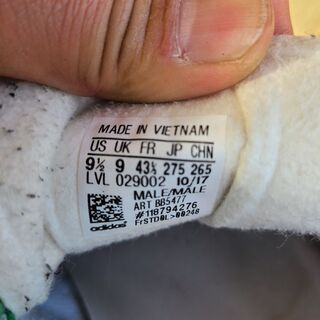 MADE IN VIETNAM
US UK FR JP CHN
9½ 9 43⅓ 275 265
LVL 029002 10/17
MALE/MALE
ART BB5477
#118794276
FrSTD0L>00248
adidas